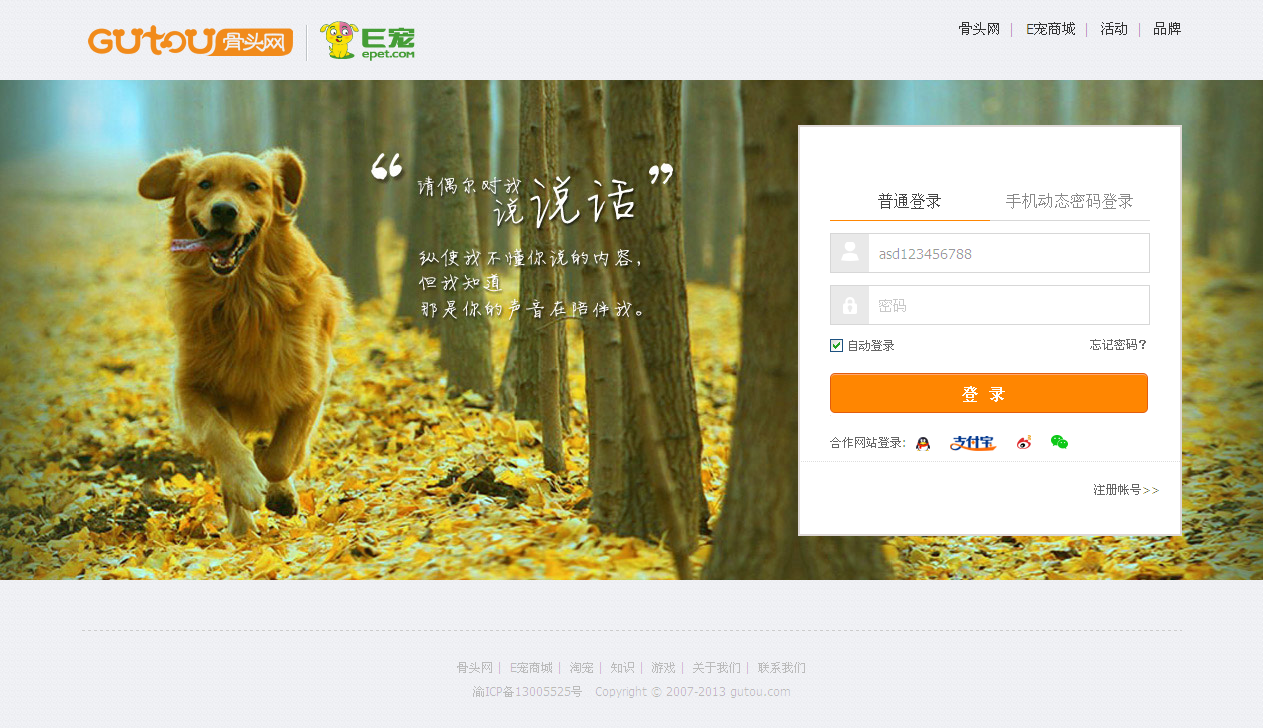 GUTOU骨头网 E宠 epet.com
骨头网 | E宠商城 | 活动 | 品牌
“请偶尔对我说说话”
纵使我不懂你说的内容，
但我知道
那是你的声音在陪伴我。
普通登录 手机动态密码登录
asd123456788
密码
自动登录 忘记密码?
登 录
合作网站登录: 支付宝
注册帐号>>
骨头网 | E宠商城 | 淘宠 | 知识 | 游戏 | 关于我们 | 联系我们
渝ICP备13005525号 Copyright © 2007-2013 gutou.com